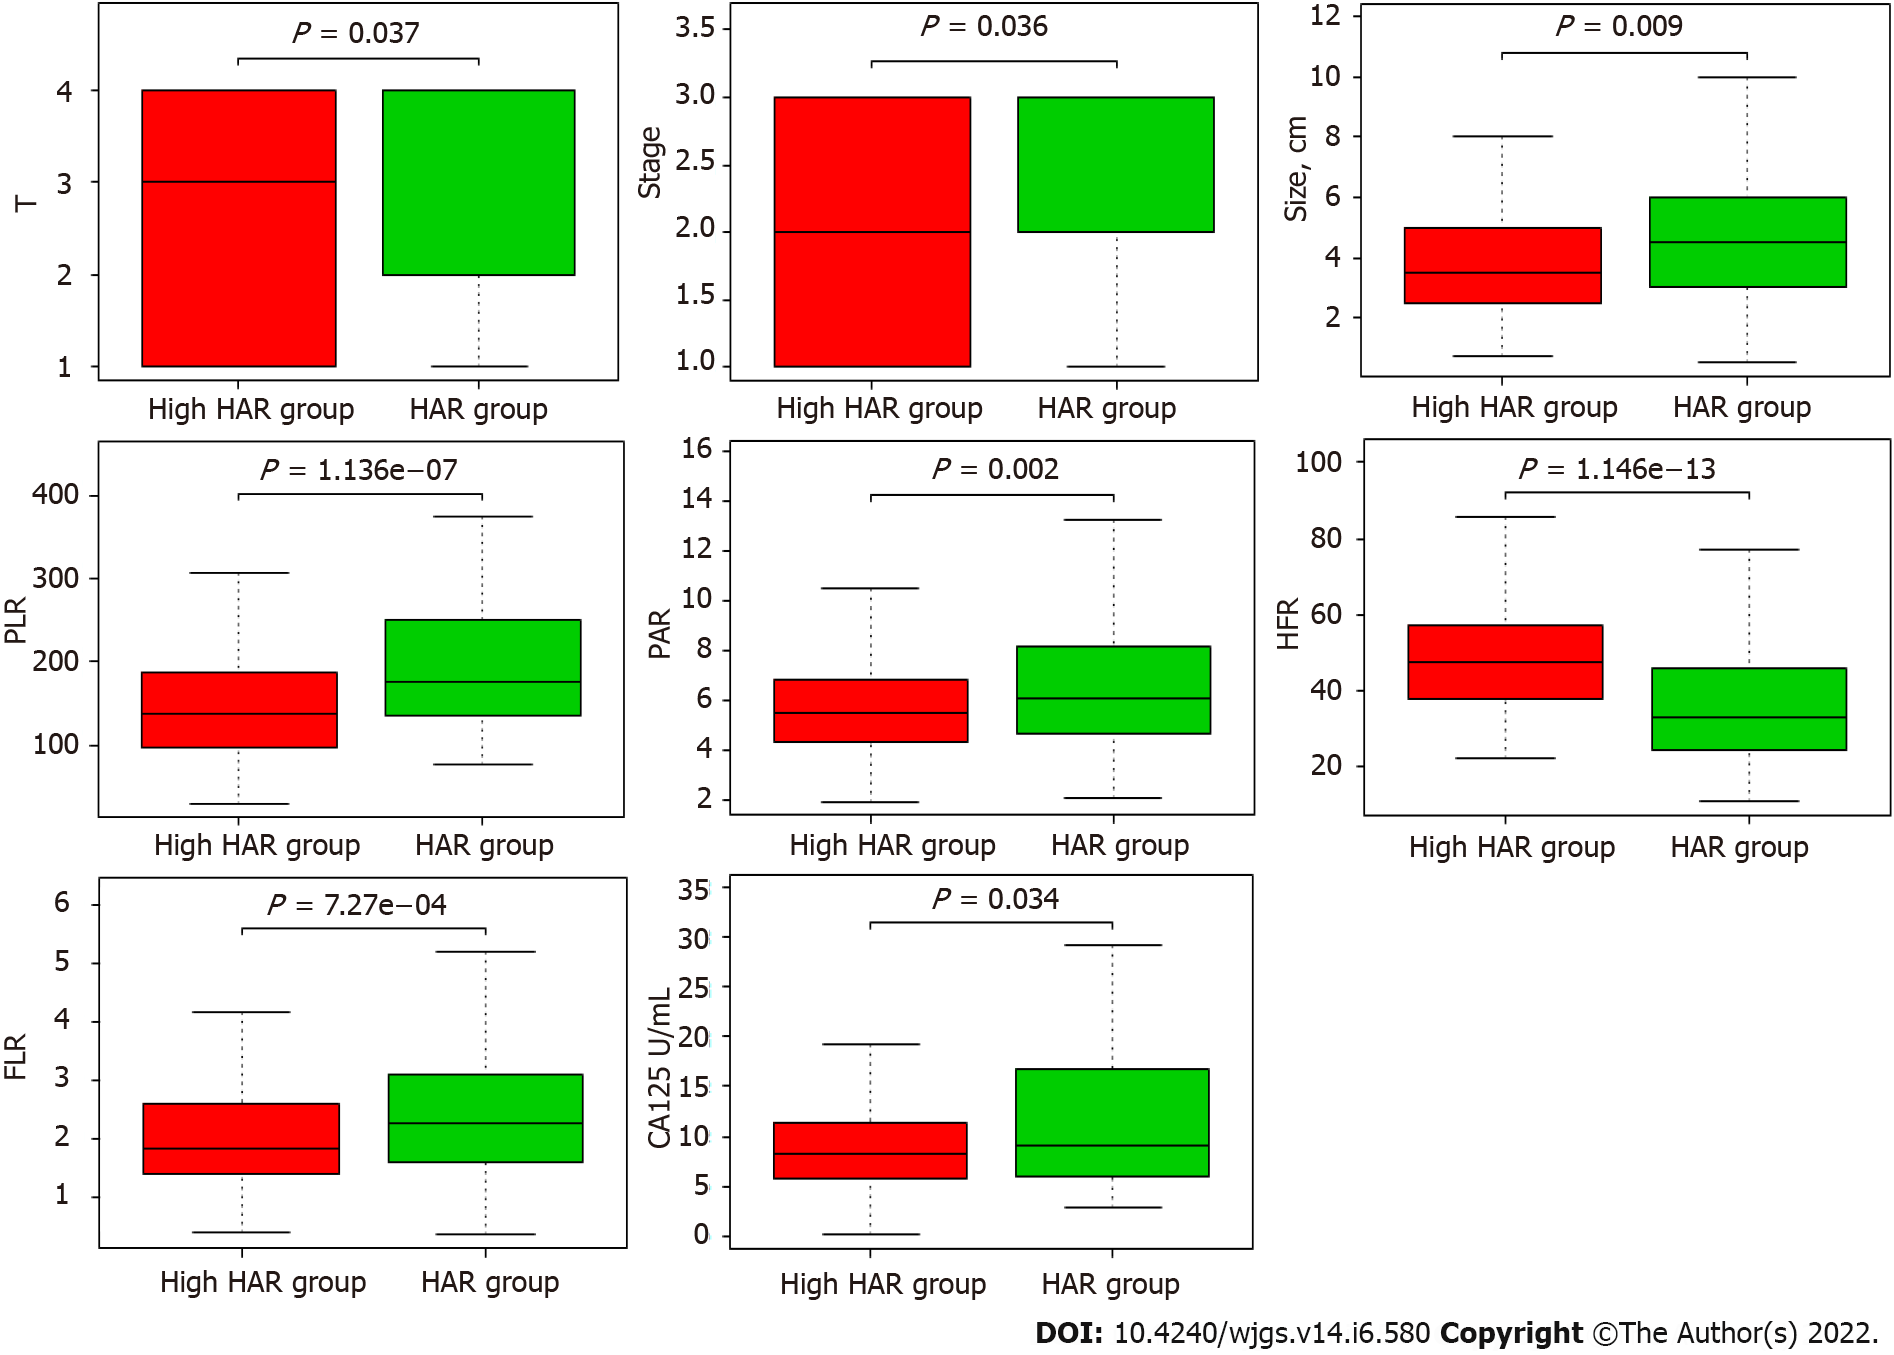 P = 0.037
T
4
3
2
1
High HAR group
HAR group
P = 0.036
Stage
3.5
3.0
2.5
2.0
1.5
1.0
High HAR group
HAR group
P = 0.009
Size, cm
12
10
8
6
4
2
High HAR group
HAR group
P = 1.136e−07
PLR
400
300
200
100
High HAR group
HAR group
P = 0.002
PAR
16
14
12
10
8
6
4
2
High HAR group
HAR group
P = 1.146e−13
HFR
100
80
60
40
20
High HAR group
HAR group
P = 7.27e−04
FLR
6
5
4
3
2
1
High HAR group
HAR group
P = 0.034
CA125 U/mL
35
30
25
20
15
10
5
0
High HAR group
HAR group
DOI: 10.4240/wjgs.v14.i6.580 Copyright ©The Author(s) 2022.